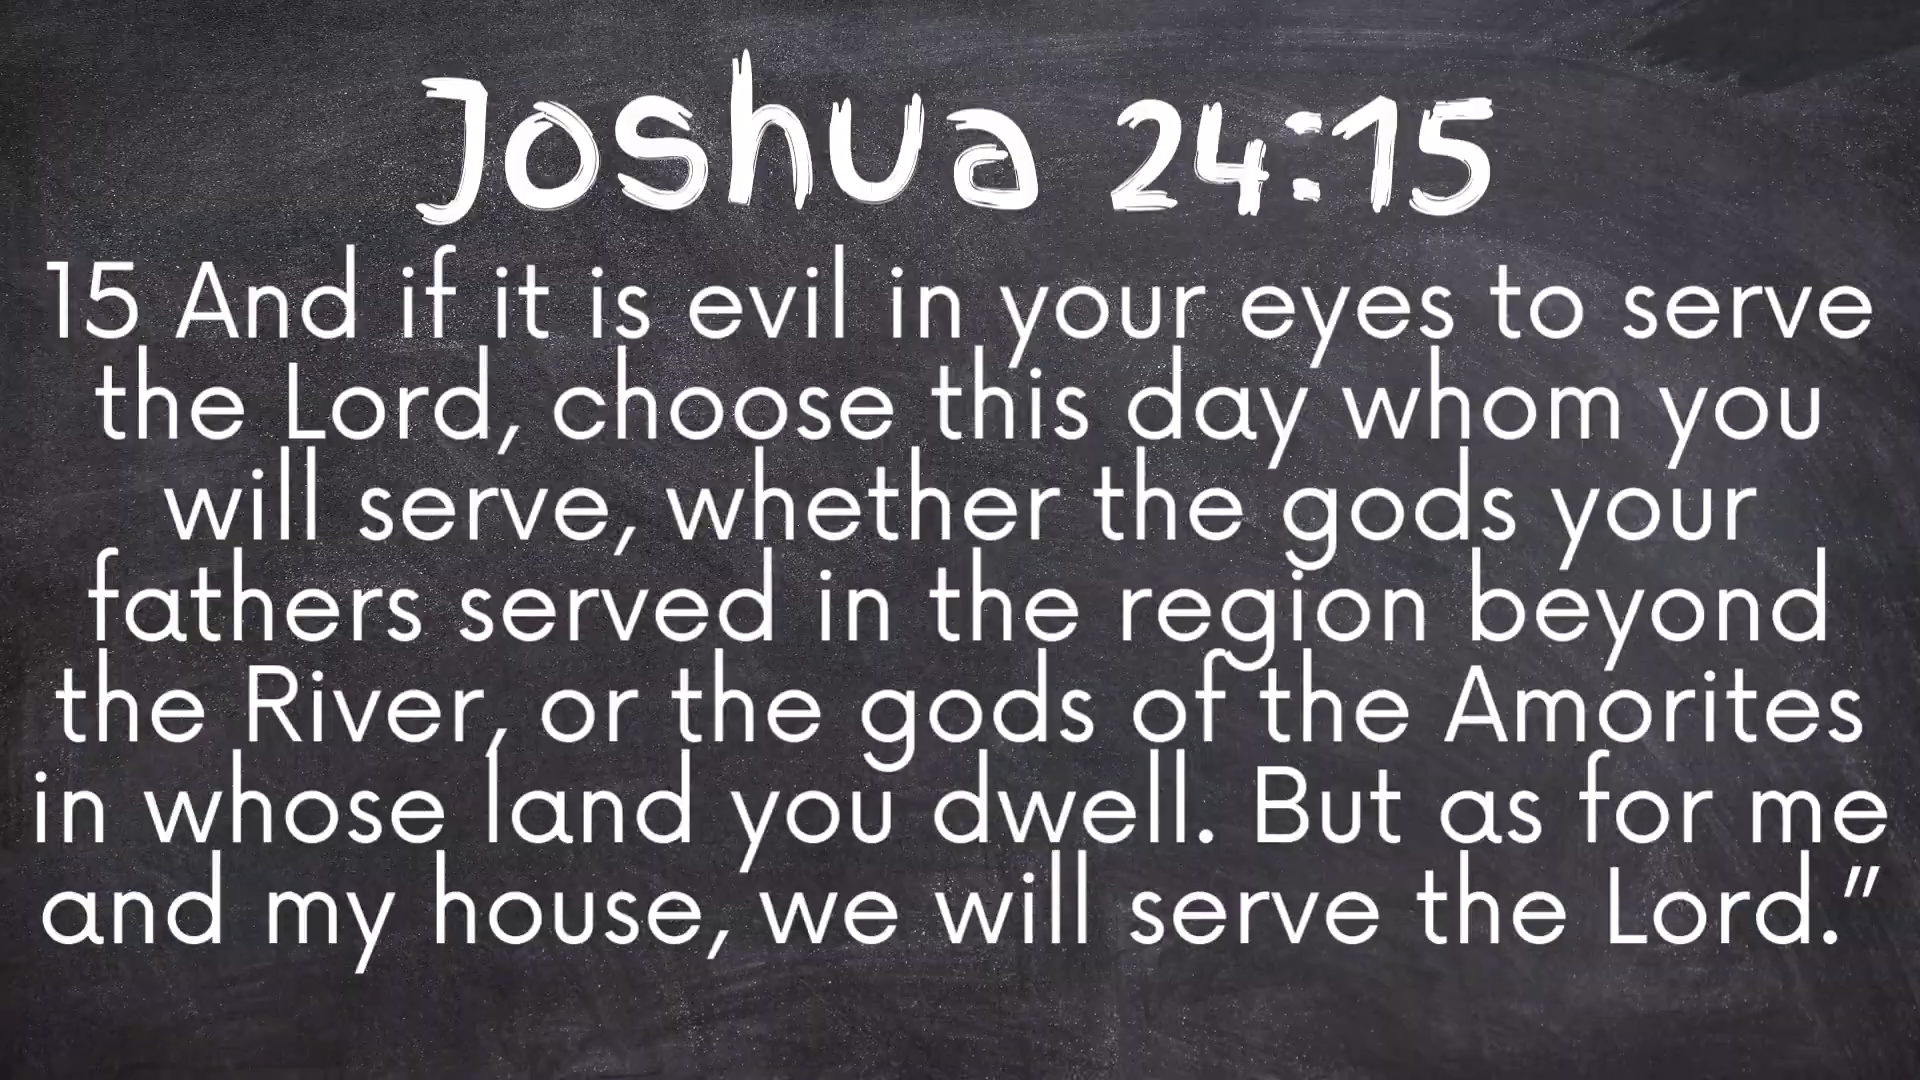 Joshua 24:15
15 And if it is evil in your eyes to serve
the Lord, choose this day whom you
will serve, whether the gods your
fathers served in the region beyond
the River, or the gods of the Amorites
in whose land you dwell. But as for me
and my house, we will serve the Lord.”